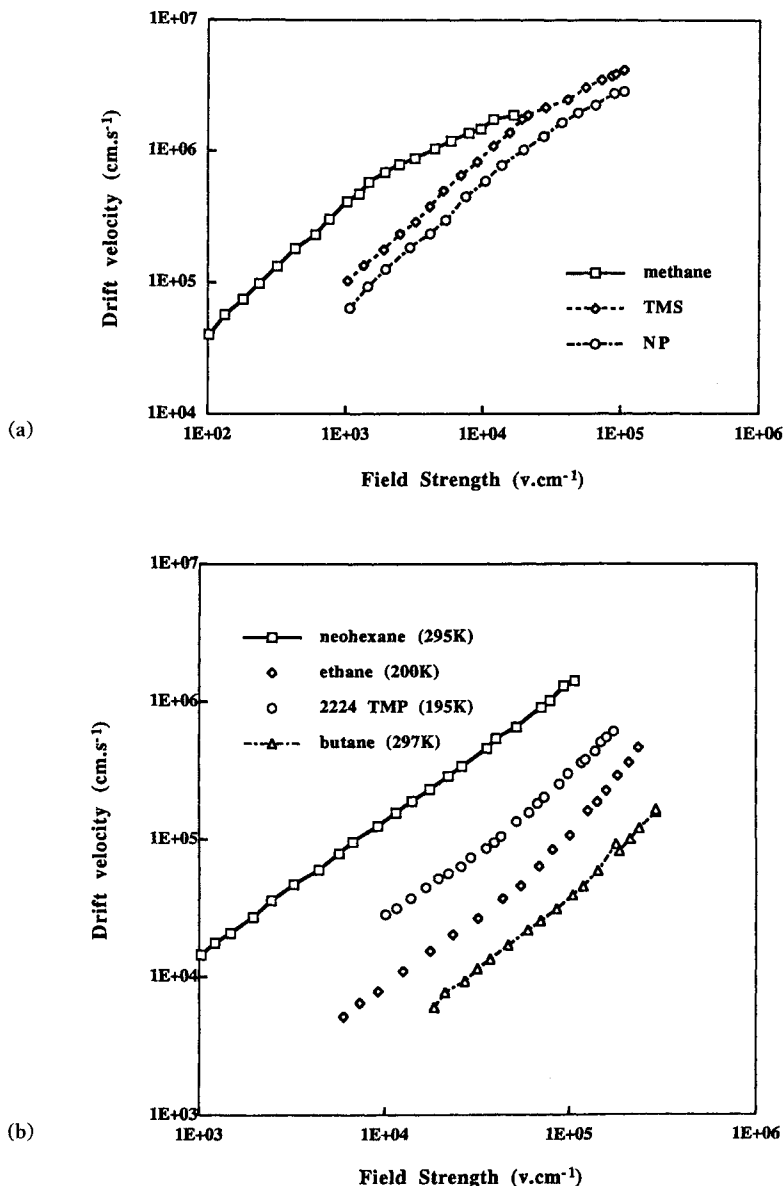 1E+07
1E+06
1E+05
1E+04
Drift velocity (cm.s⁻¹)
methane
TMS
NP
(a)
1E+02 1E+03 1E+04 1E+05 1E+06
Field Strength (v.cm⁻¹)
1E+07
1E+06
1E+05
1E+04
1E+03
Drift velocity (cm.s⁻¹)
neohexane (295K)
ethane (200K)
2224 TMP (195K)
butane (297K)
(b)
1E+03 1E+04 1E+05 1E+06
Field Strength (v.cm⁻¹)